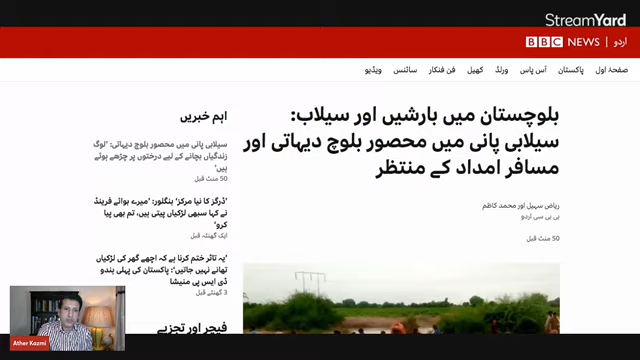 StreamYard
BBC NEWS | اردو
صفحۂ اول پاکستان آس پاس ورلڈ کھیل فن فنکار سائنس ویڈیو
بلوچستان میں بارشیں اور سیلاب:
سیلابی پانی میں محصور بلوچ دیہاتی اور
مسافر امداد کے منتظر
ریاض سہیل اور محمد کاظم
بی بی سی اردو
50 منٹ قبل
اہم خبریں
سیلابی پانی میں محصور بلوچ دیہاتی: 'لوگ
زندگیاں بچانے کے لیے درختوں پر چڑھے ہوئے
ہیں'
50 منٹ قبل
'ڈرگز کا نیا مرکز' بنگلور: 'میرے بوائے فرینڈ
نے کہا سبھی لڑکیاں پیتی ہیں، تم بھی پیا
کرو'
ایک گھنٹہ قبل
'یہ تاثر ختم کرنا ہے کہ اچھے گھر کی لڑکیاں
تھانے نہیں جاتیں': پاکستان کی پہلی ہندو
ڈی ایس پی منیشا
3 گھنٹے قبل
فیچر اور تجزیے
Ather Kazmi